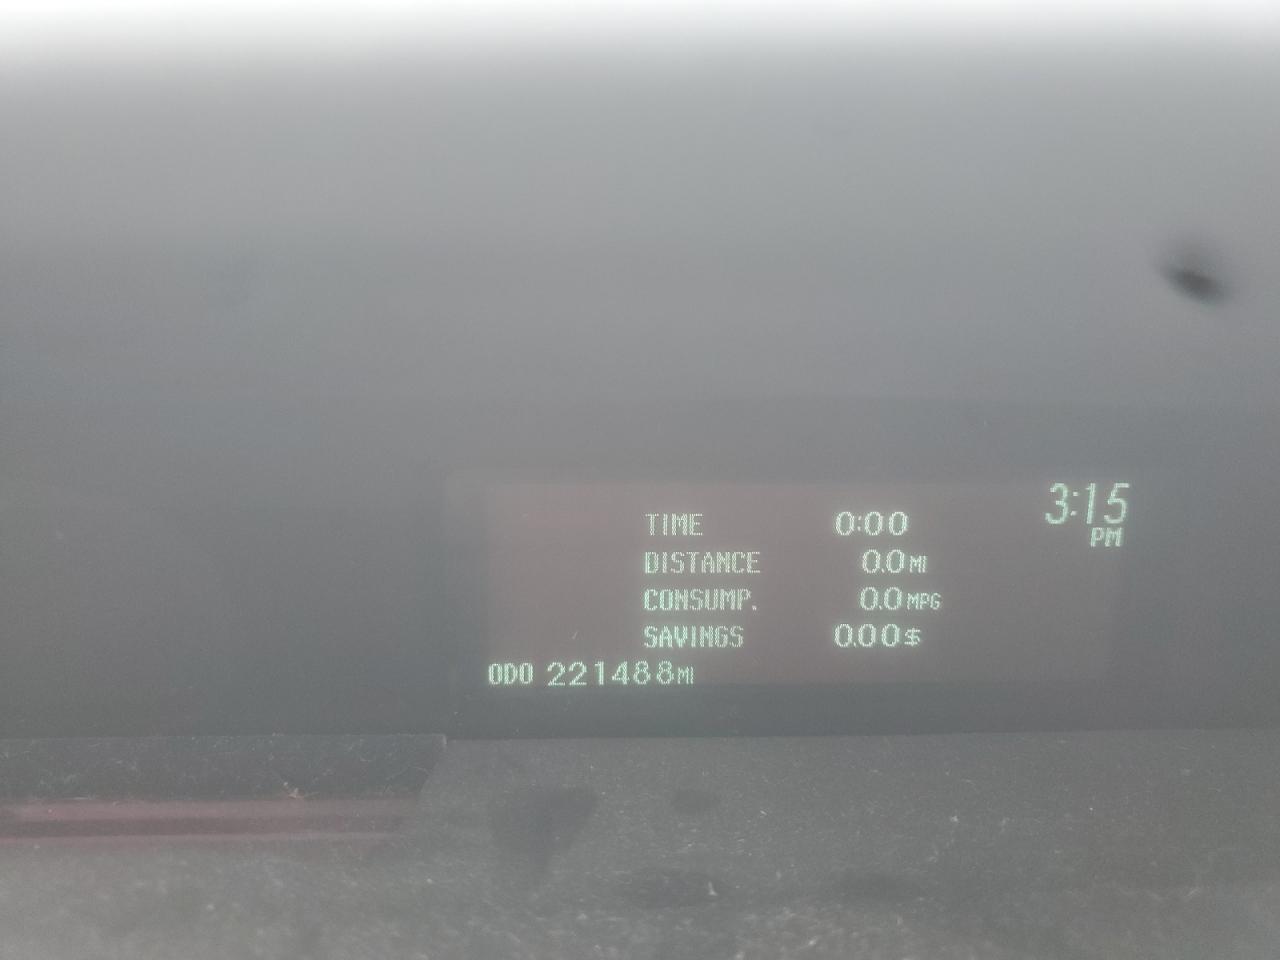 3:15
PM
TIME 0:00
DISTANCE 0.0 MI
CONSUMP. 0.0 MPG
SAVINGS 0.00 $
ODO 221488 MI